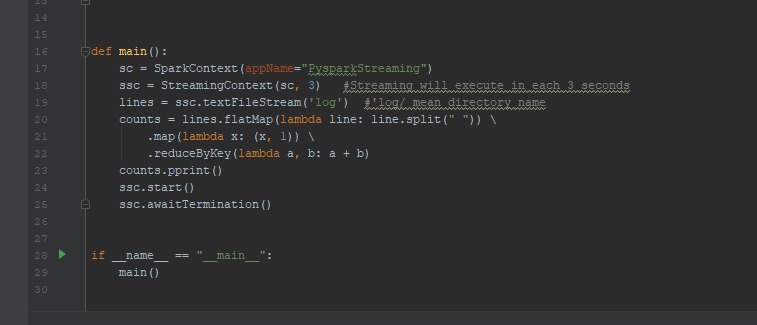 13
14
15
16 def main():
17 sc = SparkContext(appName="PysparkStreaming")
18 ssc = StreamingContext(sc, 3)   #Streaming will execute in each 3 seconds
19 lines = ssc.textFileStream('log')  #'log/ mean directory name
20 counts = lines.flatMap(lambda line: line.split(" ")) \
21 .map(lambda x: (x, 1)) \
22 .reduceByKey(lambda a, b: a + b)
23 counts.pprint()
24 ssc.start()
25 ssc.awaitTermination()
26
27
28 if __name__ == "__main__":
29 main()
30